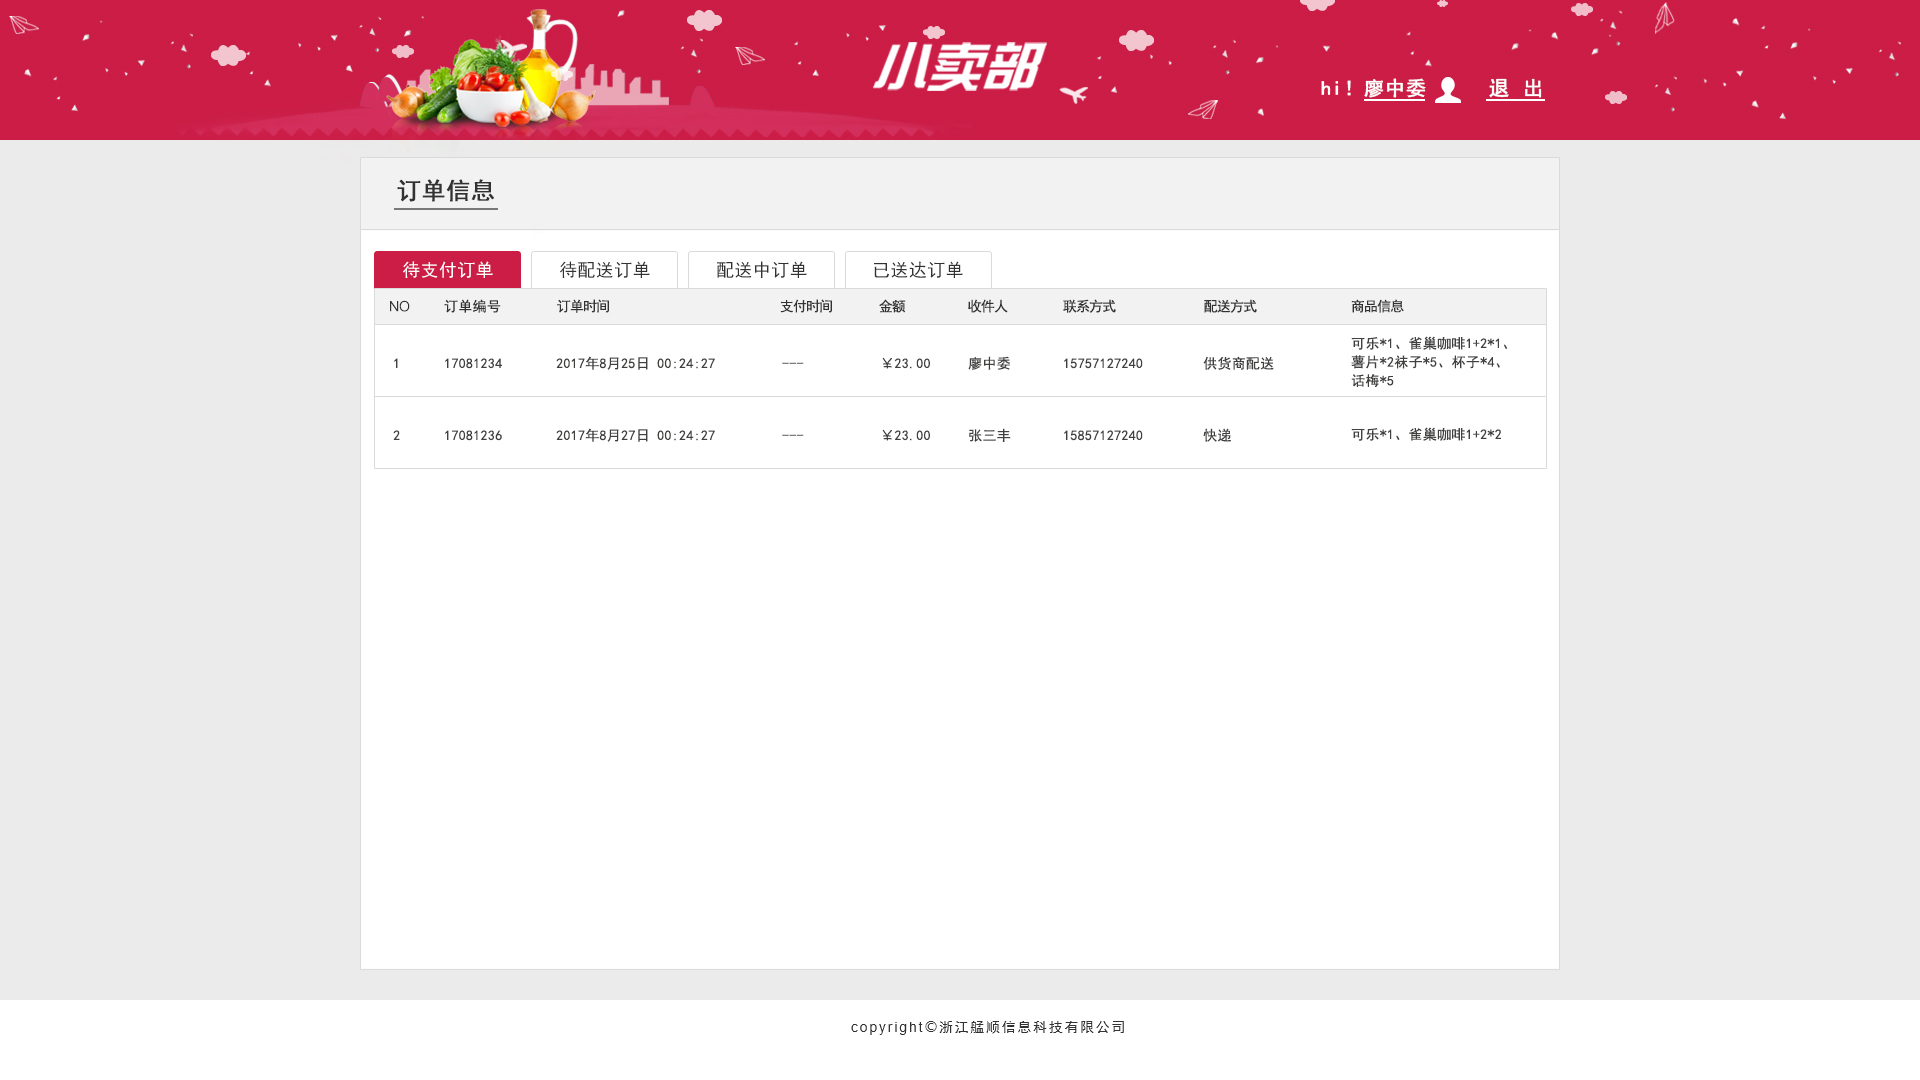 小卖部
hi！廖中委 退 出
订单信息
待支付订单 待配送订单 配送中订单 已送达订单
NO 订单编号 订单时间 支付时间 金额 收件人 联系方式 配送方式 商品信息
1 17081234 2017年8月25日 00:24:27 --- ￥23.00 廖中委 15757127240 供货商配送 可乐*1、雀巢咖啡1+2*1、
薯片*2袜子*5、杯子*4、
话梅*5
2 17081236 2017年8月27日 00:24:27 --- ￥23.00 张三丰 15857127240 快递 可乐*1、雀巢咖啡1+2*2
copyright©浙江艋顺信息科技有限公司